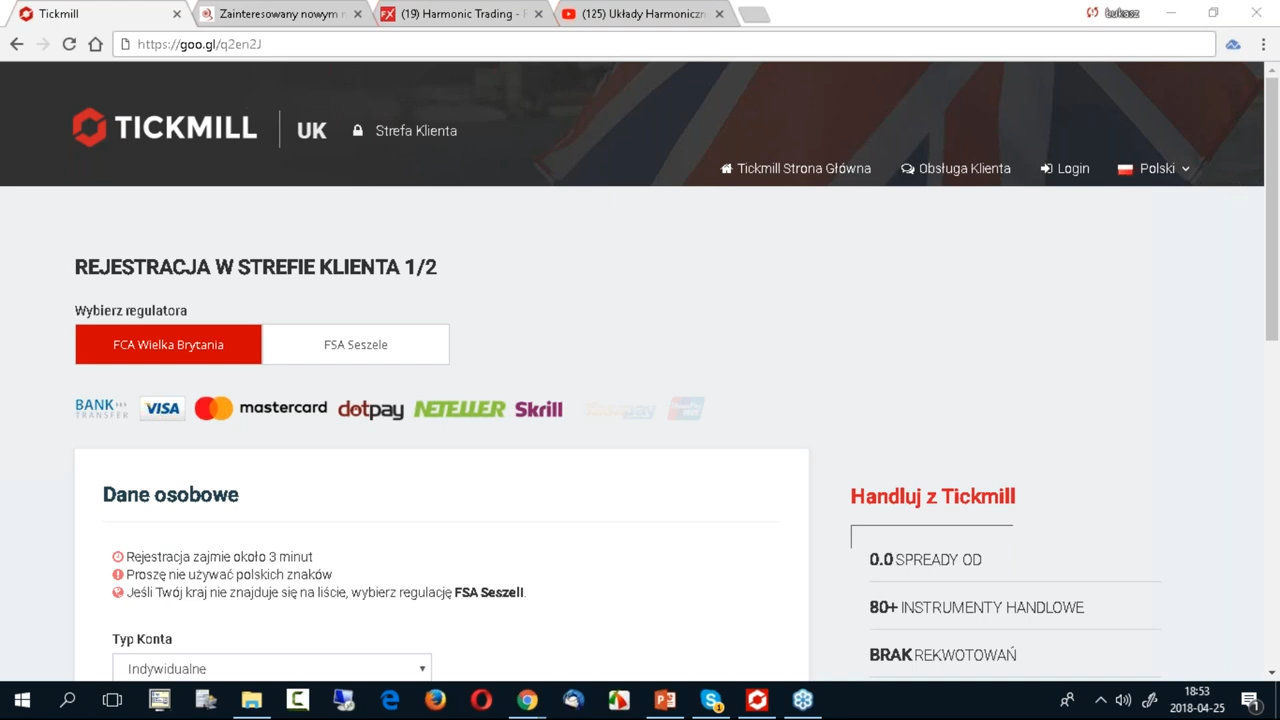 Tickmill
Zainteresowany nowym
(19) Harmonic Trading -
(125) Układy Harmoniczn
łukasz
https://goo.gl/q2en2J
TICKMILL UK Strefa Klienta
Tickmill Strona Główna Obsługa Klienta Login Polski
REJESTRACJA W STREFIE KLIENTA 1/2
Wybierz regulatora
FCA Wielka Brytania FSA Seszele
BANK TRANSFER VISA mastercard dotpay NETELLER Skrill
Dane osobowe
Rejestracja zajmie około 3 minut
Proszę nie używać polskich znaków
Jeśli Twój kraj nie znajduje się na liście, wybierz regulację FSA Seszeli.
Typ Konta
Indywidualne
Handluj z Tickmill
0.0 SPREADY OD
80+ INSTRUMENTY HANDLOWE
BRAK REKWOTOWAŃ
18:53
2018-04-25